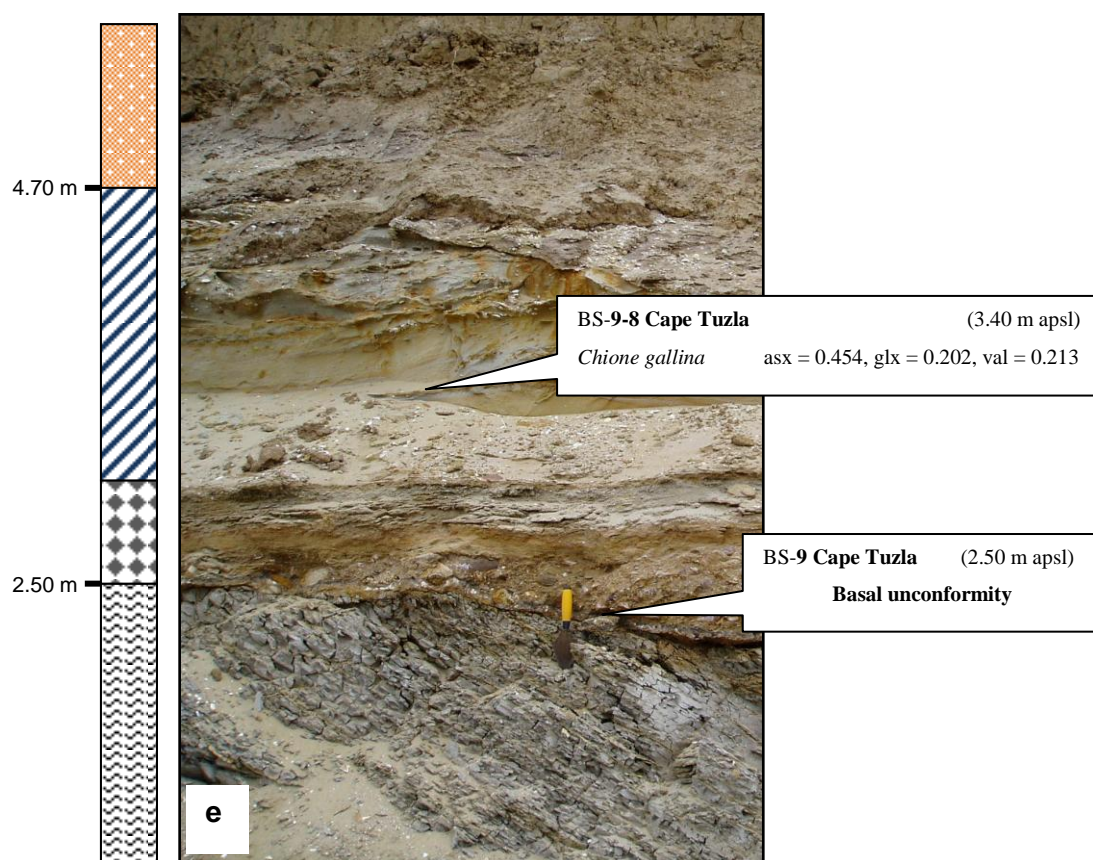 4.70 m
BS-9-8 Cape Tuzla (3.40 m apsl)
Chione gallina asx = 0.454, glx = 0.202, val = 0.213
BS-9 Cape Tuzla (2.50 m apsl)
Basal unconformity
2.50 m
e